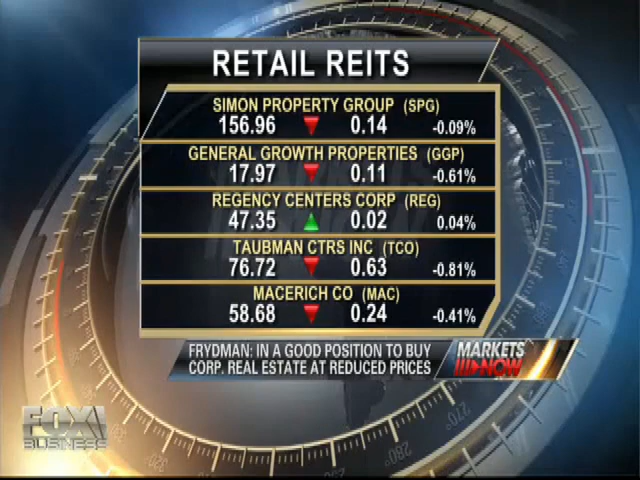 RETAIL REITS
SIMON PROPERTY GROUP (SPG)
156.96 0.14 -0.09%
GENERAL GROWTH PROPERTIES (GGP)
17.97 0.11 -0.61%
REGENCY CENTERS CORP (REG)
47.35 0.02 0.04%
TAUBMAN CTRS INC (TCO)
76.72 0.63 -0.81%
MACERICH CO (MAC)
58.68 0.24 -0.41%
FRYDMAN: IN A GOOD POSITION TO BUY
CORP. REAL ESTATE AT REDUCED PRICES
MARKETS
NOW
FOX
BUSINESS